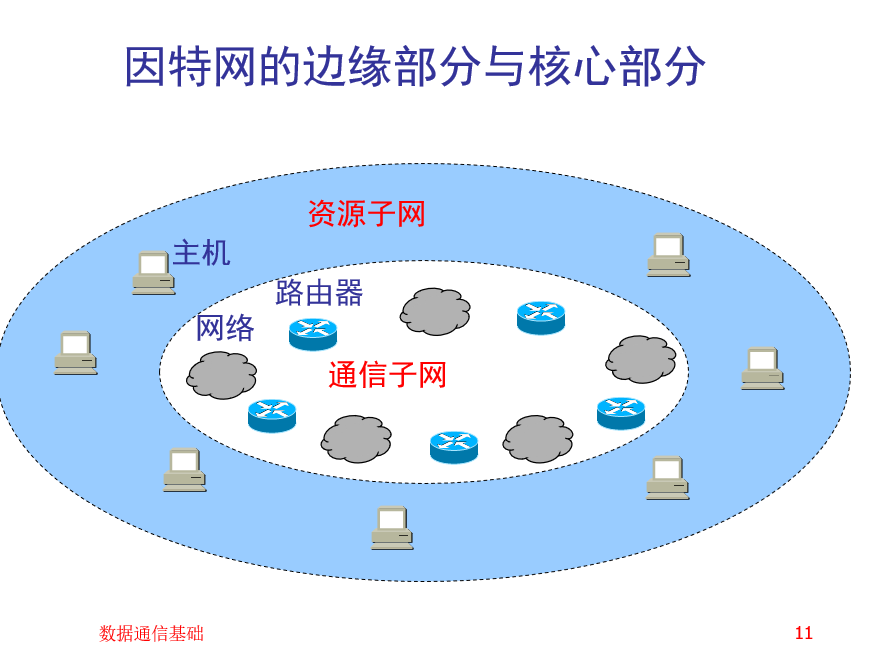 因特网的边缘部分与核心部分
资源子网
主机
路由器
网络
通信子网
数据通信基础
11